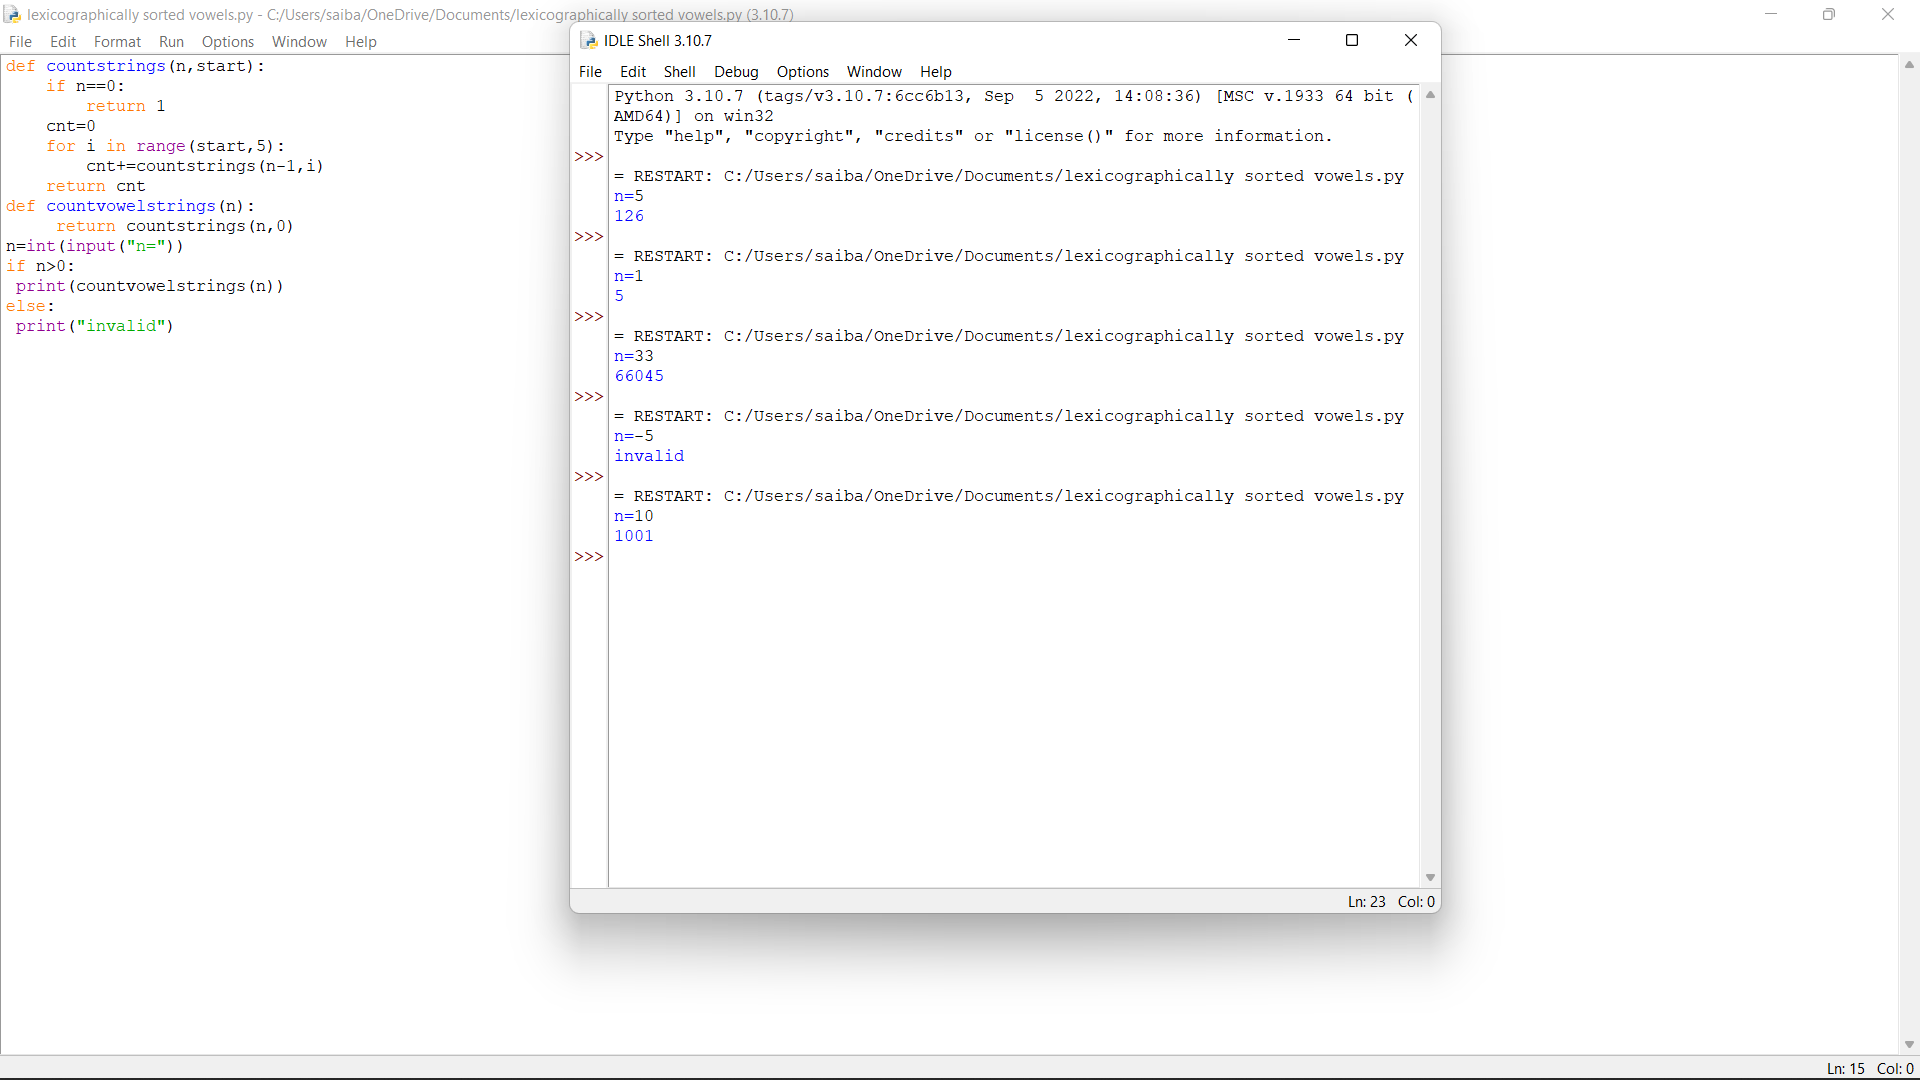 lexicographically sorted vowels.py - C:/Users/saiba/OneDrive/Documents/lexicographically sorted vowels.py (3.10.7)
File Edit Format Run Options Window Help
def countstrings(n,start):
    if n==0:
        return 1
    cnt=0
    for i in range(start,5):
        cnt+=countstrings(n-1,i)
    return cnt
def countvowelstrings(n):
     return countstrings(n,0)
n=int(input("n="))
if n>0:
 print(countvowelstrings(n))
else:
 print("invalid")
IDLE Shell 3.10.7
File Edit Shell Debug Options Window Help
Python 3.10.7 (tags/v3.10.7:6cc6b13, Sep  5 2022, 14:08:36) [MSC v.1933 64 bit (
AMD64)] on win32
Type "help", "copyright", "credits" or "license()" for more information.
>>>
= RESTART: C:/Users/saiba/OneDrive/Documents/lexicographically sorted vowels.py
n=5
126
>>>
= RESTART: C:/Users/saiba/OneDrive/Documents/lexicographically sorted vowels.py
n=1
5
>>>
= RESTART: C:/Users/saiba/OneDrive/Documents/lexicographically sorted vowels.py
n=33
66045
>>>
= RESTART: C:/Users/saiba/OneDrive/Documents/lexicographically sorted vowels.py
n=-5
invalid
>>>
= RESTART: C:/Users/saiba/OneDrive/Documents/lexicographically sorted vowels.py
n=10
1001
>>>
Ln: 23 Col: 0
Ln: 15 Col: 0